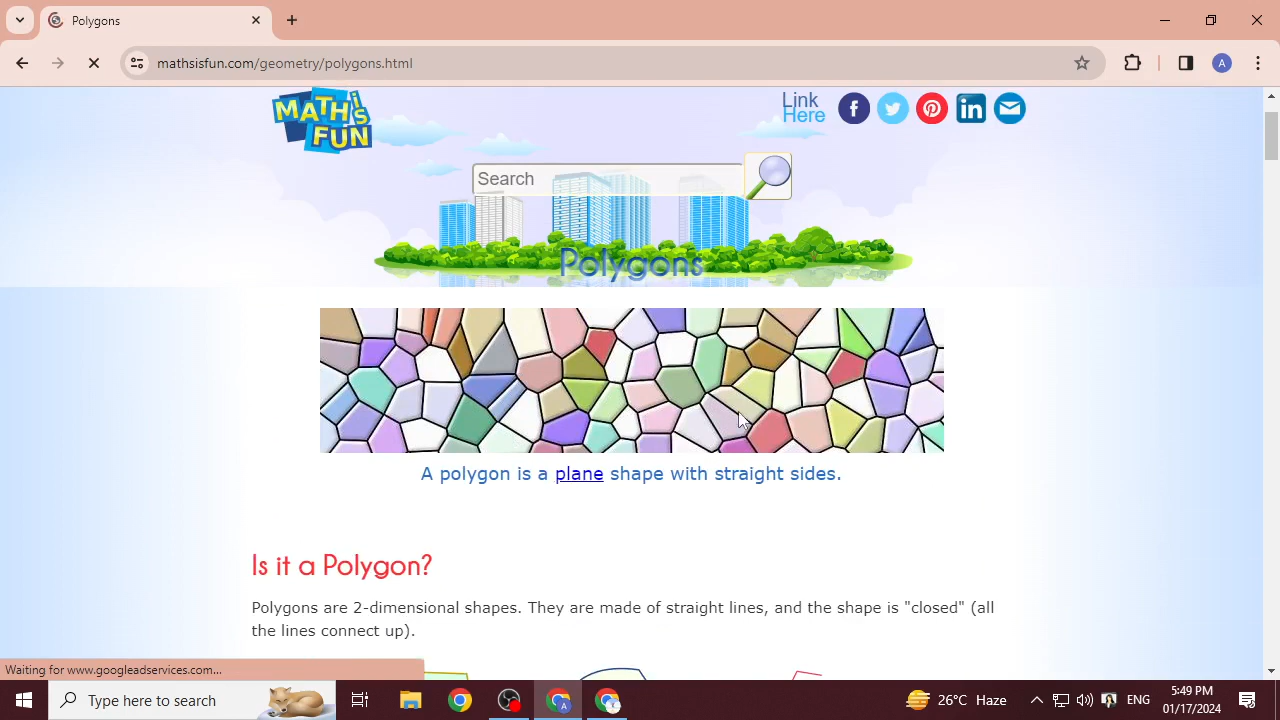 Polygons
mathsisfun.com/geometry/polygons.html
A
MATH is FUN
Link Here
Search
Polygons
A polygon is a plane shape with straight sides.
Is it a Polygon?
Polygons are 2-dimensional shapes. They are made of straight lines, and the shape is "closed" (all
the lines connect up).
Waiting for www.googleadservices.com...
Type here to search
26°C Haze
ENG
5:49 PM
01/17/2024